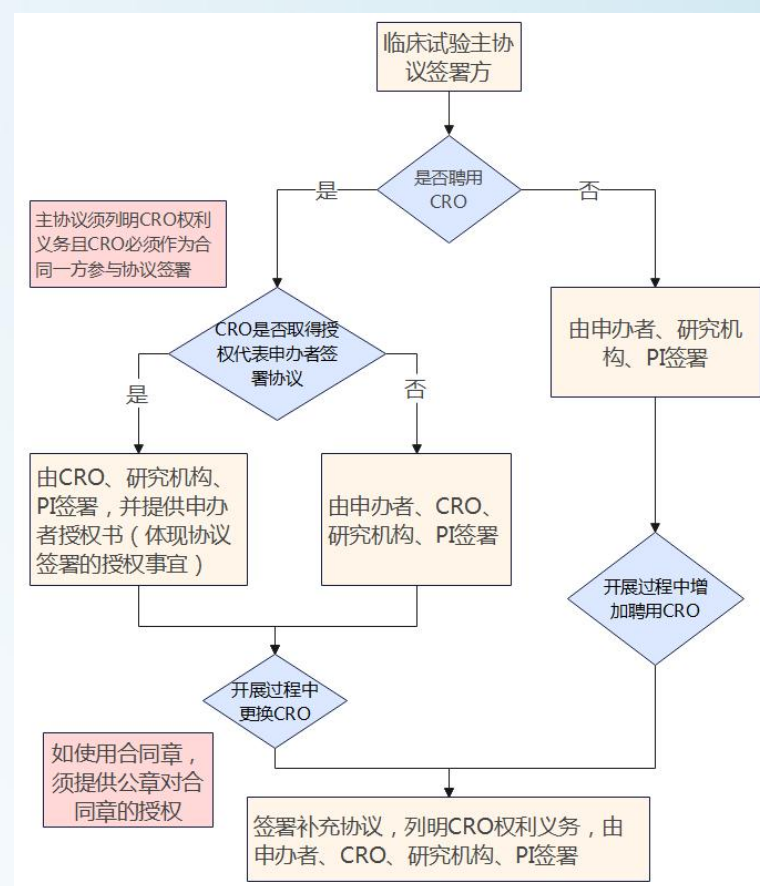 临床试验主协
议签署方
是否聘用
CRO
是
否
主协议须列明CRO权利
义务且CRO必须作为合
同一方参与协议签署
CRO是否取得授
权代表申办者签
署协议
由申办者、研究机
构、PI签署
是
否
由CRO、研究机构、
PI签署，并提供申办
者授权书（体现协议
签署的授权事宜）
由申办者、CRO、
研究机构、PI签署
开展过程中增
加聘用CRO
开展过程中
更换CRO
如使用合同章，
须提供公章对合
同章的授权
签署补充协议，列明CRO权利义务，由
申办者、CRO、研究机构、PI签署